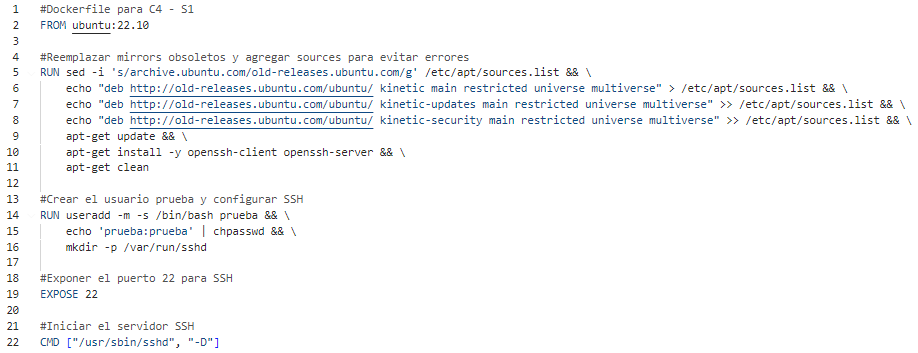 1 #Dockerfile para C4 - S1
2 FROM ubuntu:22.10
3
4 #Reemplazar mirrors obsoletos y agregar sources para evitar errores
5 RUN sed -i 's/archive.ubuntu.com/old-releases.ubuntu.com/g' /etc/apt/sources.list && \
6 echo "deb http://old-releases.ubuntu.com/ubuntu/ kinetic main restricted universe multiverse" > /etc/apt/sources.list && \
7 echo "deb http://old-releases.ubuntu.com/ubuntu/ kinetic-updates main restricted universe multiverse" >> /etc/apt/sources.list && \
8 echo "deb http://old-releases.ubuntu.com/ubuntu/ kinetic-security main restricted universe multiverse" >> /etc/apt/sources.list && \
9 apt-get update && \
10 apt-get install -y openssh-client openssh-server && \
11 apt-get clean
12
13 #Crear el usuario prueba y configurar SSH
14 RUN useradd -m -s /bin/bash prueba && \
15 echo 'prueba:prueba' | chpasswd && \
16 mkdir -p /var/run/sshd
17
18 #Exponer el puerto 22 para SSH
19 EXPOSE 22
20
21 #Iniciar el servidor SSH
22 CMD ["/usr/sbin/sshd", "-D"]